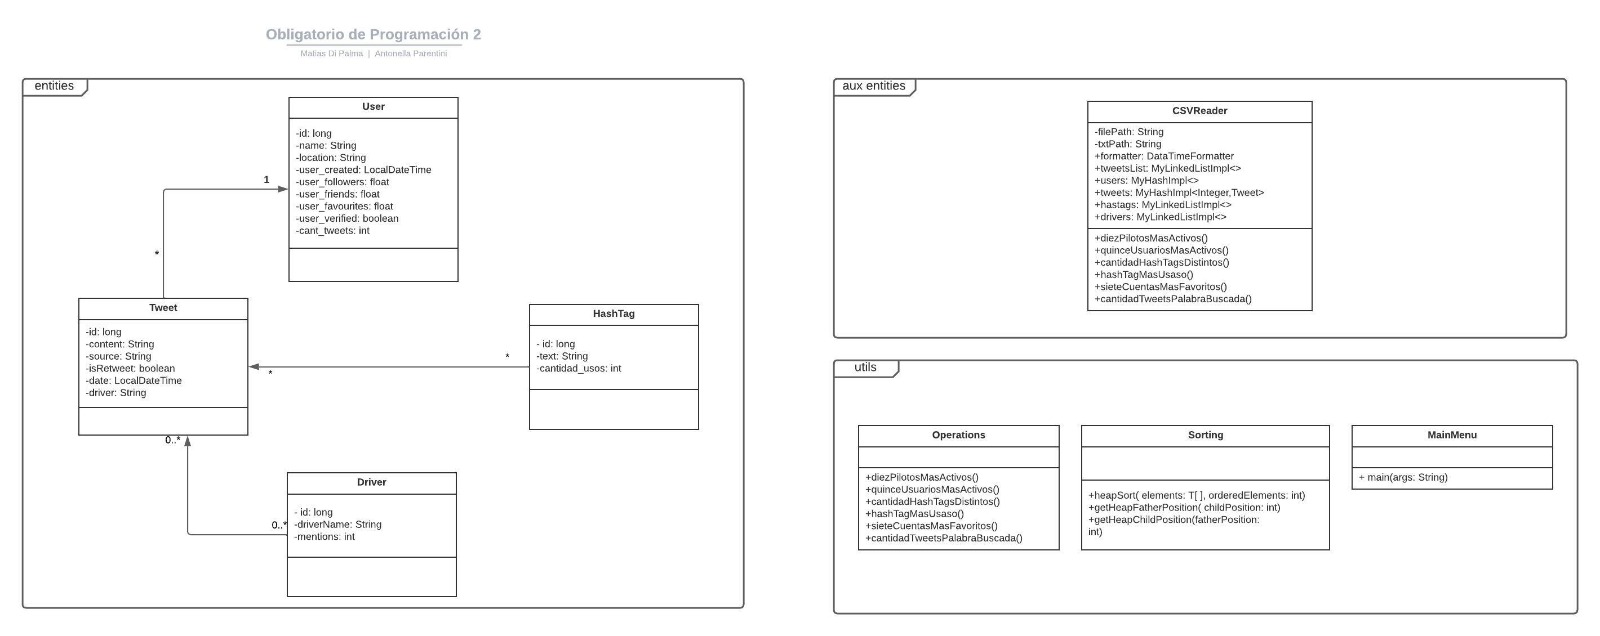 Obligatorio de Programación 2
Matias Di Palma | Antonella Parentini
entities
User
-id: long
-name: String
-location: String
-user_created: LocalDateTime
-user_followers: float
-user_friends: float
-user_favourites: float
-user_verified: boolean
-cant_tweets: int
1
*
Tweet
-id: long
-content: String
-source: String
-isRetweet: boolean
-date: LocalDateTime
-driver: String
HashTag
- id: long
-text: String
-cantidad_usos: int
*
*
0..*
Driver
- id: long
-driverName: String
-mentions: int
0..*
aux entities
CSVReader
-filePath: String
-txtPath: String
+formatter: DataTimeFormatter
+tweetsList: MyLinkedListImpl<>
+users: MyHashImpl<>
+tweets: MyHashImpl<Integer,Tweet>
+hastags: MyLinkedListImpl<>
+drivers: MyLinkedListImpl<>
+diezPilotosMasActivos()
+quinceUsuariosMasActivos()
+cantidadHashTagsDistintos()
+hashTagMasUsaso()
+sieteCuentasMasFavoritos()
+cantidadTweetsPalabraBuscada()
utils
Operations
+diezPilotosMasActivos()
+quinceUsuariosMasActivos()
+cantidadHashTagsDistintos()
+hashTagMasUsaso()
+sieteCuentasMasFavoritos()
+cantidadTweetsPalabraBuscada()
Sorting
+heapSort( elements: T[ ], orderedElements: int)
+getHeapFatherPosition( childPosition: int)
+getHeapChildPosition(fatherPosition:
int)
MainMenu
+ main(args: String)